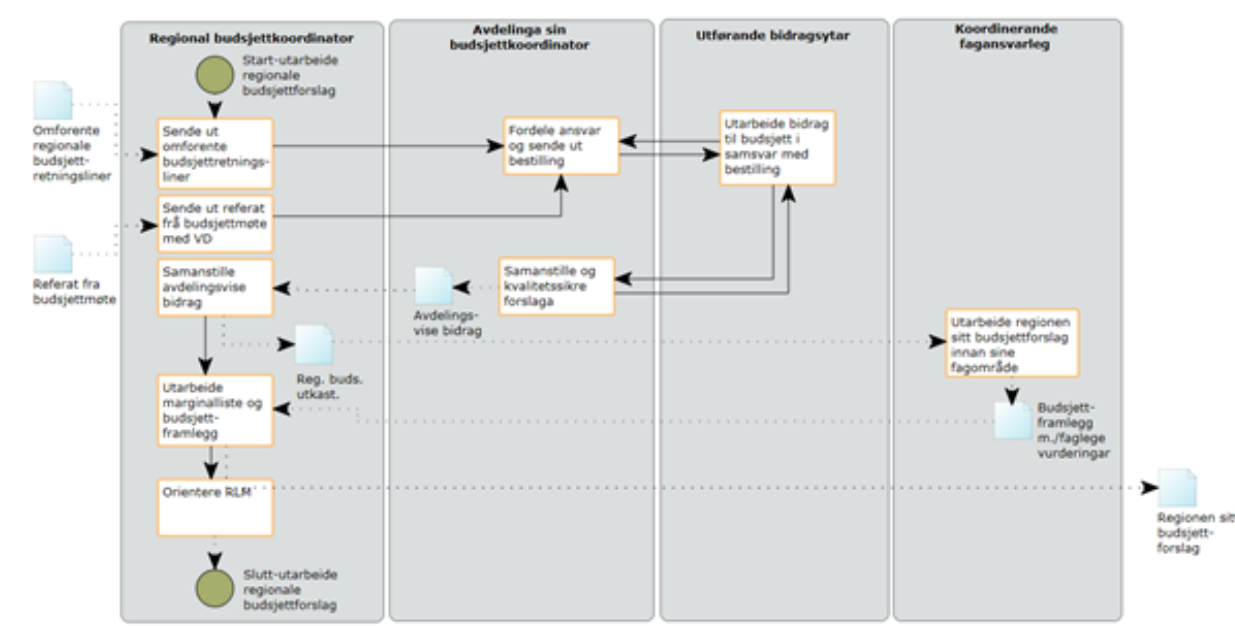 Regional budsjettkoordinator
Avdelinga sin
budsjettkoordinator
Utførande bidragsytar
Koordinerande
fagansvarleg
Start-utarbeide
regionale
budsjettforslag
Omforente
regionale
budsjett-
retningsliner
Sende ut
omforente
budsjettretnings-
liner
Fordele ansvar
og sende ut
bestilling
Utarbeide bidrag
til budsjett i
samsvar med
bestilling
Sende ut referat
frå budsjettmøte
med VD
Referat fra
budsjettmøte
Samanstille
avdelingsvise
bidrag
Avdelings-
vise bidrag
Samanstille og
kvalitetssikre
forslaga
Reg. buds.
utkast.
Utarbeide regionen
sitt budsjettforslag
innan sine
fagområde
Utarbeide
marginalliste og
budsjett-
framlegg
Budsjett-
framlegg
m./faglege
vurderingar
Orientere RLM
Regionen sit
budsjett-
forslag
Slutt-utarbeide
regionale
budsjettforslag